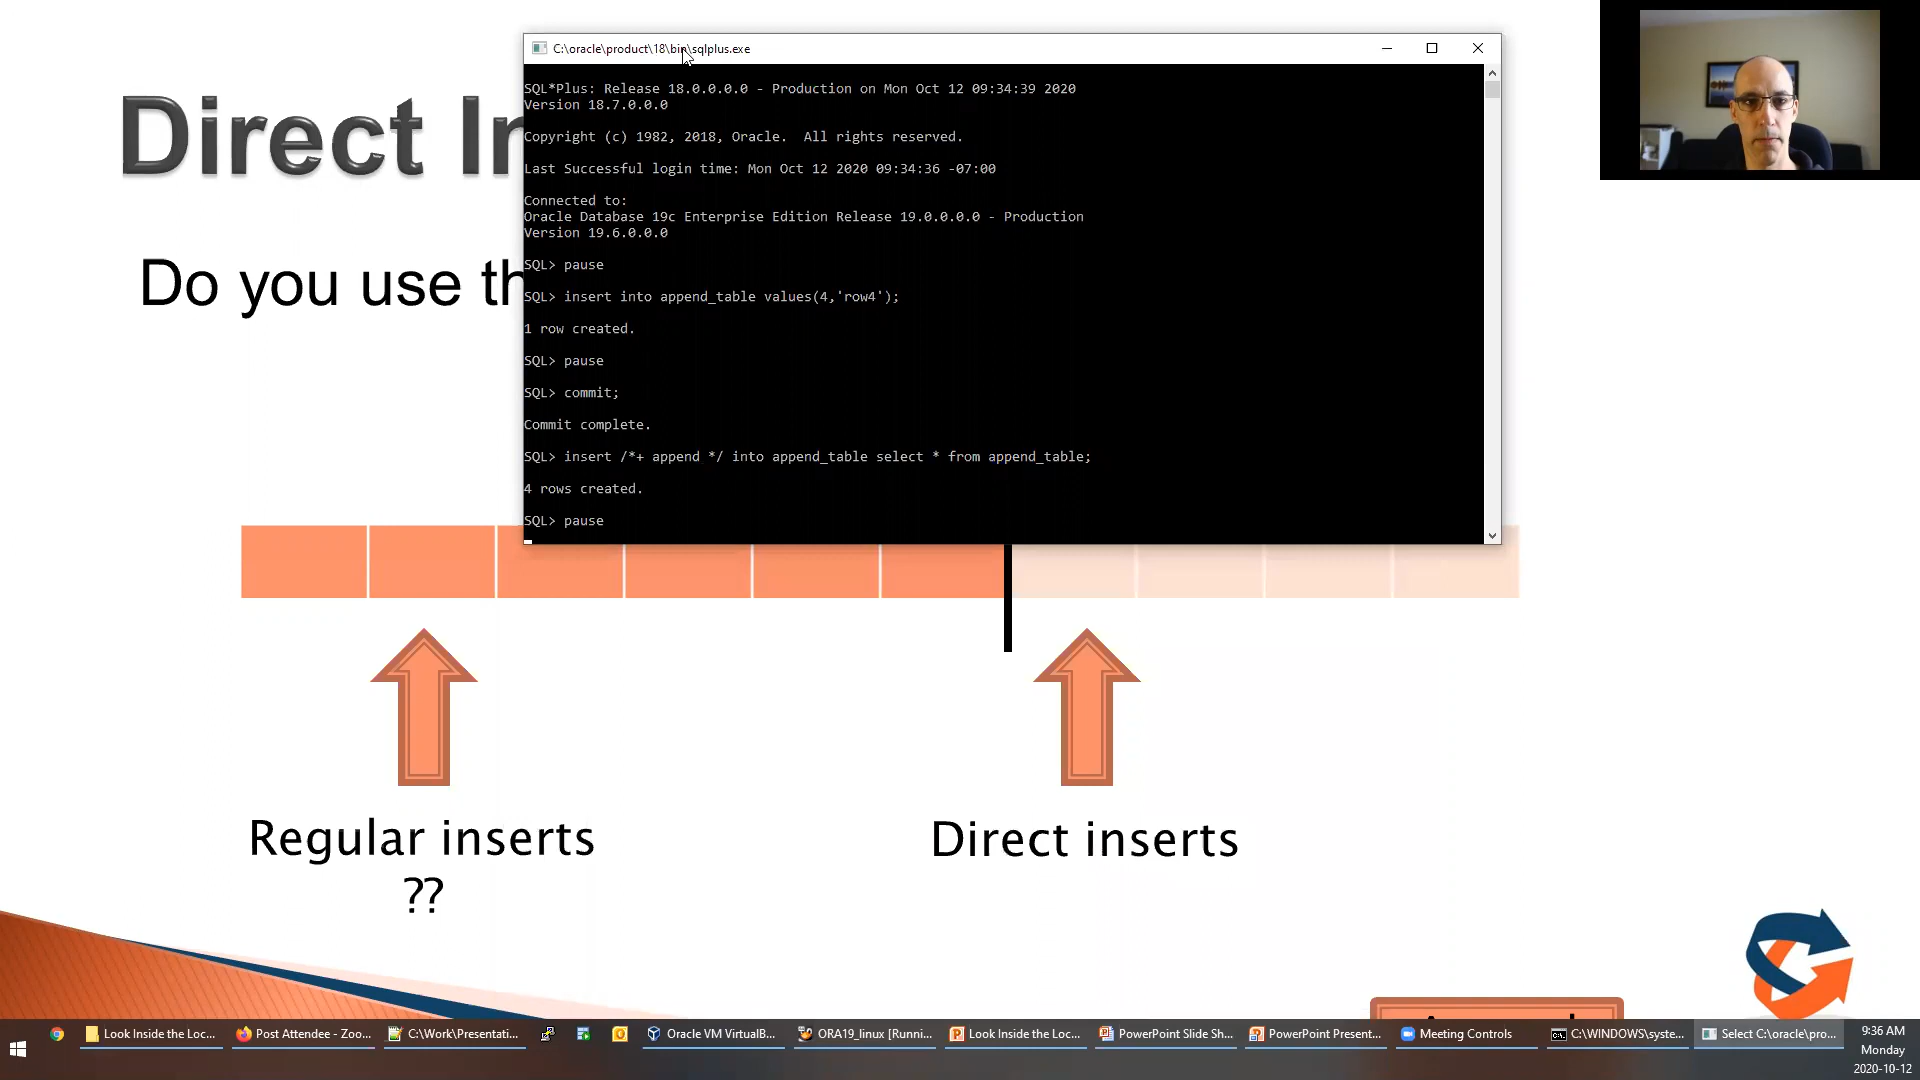 Direct In
Do you use th
C:\oracle\product\18\bin\sqlplus.exe
SQL*Plus: Release 18.0.0.0.0 - Production on Mon Oct 12 09:34:39 2020
Version 18.7.0.0.0
Copyright (c) 1982, 2018, Oracle.  All rights reserved.
Last Successful login time: Mon Oct 12 2020 09:34:36 -07:00
Connected to:
Oracle Database 19c Enterprise Edition Release 19.0.0.0.0 - Production
Version 19.6.0.0.0
SQL> pause
SQL> insert into append_table values(4,'row4');
1 row created.
SQL> pause
SQL> commit;
Commit complete.
SQL> insert /*+ append */ into append_table select * from append_table;
4 rows created.
SQL> pause
Regular inserts
??
Direct inserts
Look Inside the Loc...
Post Attendee - Zoo...
C:\Work\Presentati...
Oracle VM VirtualB...
ORA19_linux [Runni...
Look Inside the Loc...
PowerPoint Slide Sh...
PowerPoint Present...
Meeting Controls
C:\WINDOWS\syste...
Select C:\oracle\pro...
9:36 AM
Monday
2020-10-12